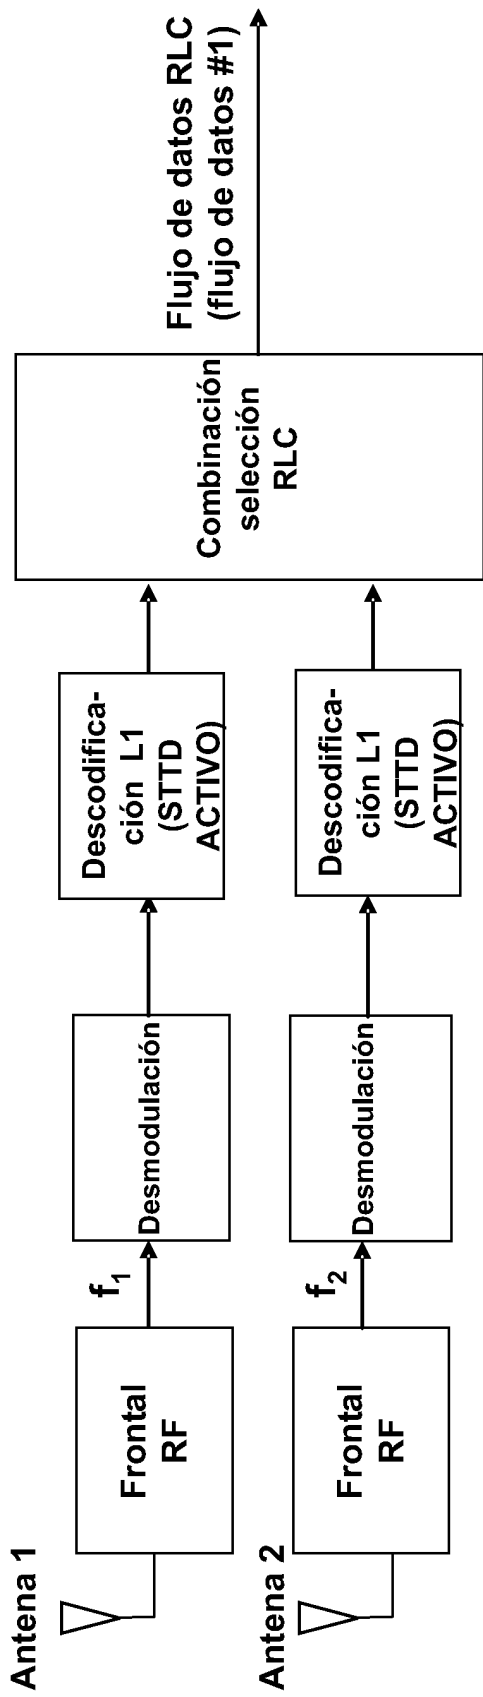 Antena 1
Frontal
RF
f1
Desmodulación
Descodifica-
ción L1
(STTD
ACTIVO)
Antena 2
Frontal
RF
f2
Desmodulación
Descodifica-
ción L1
(STTD
ACTIVO)
Combinación
selección
RLC
Flujo de datos RLC
(flujo de datos #1)